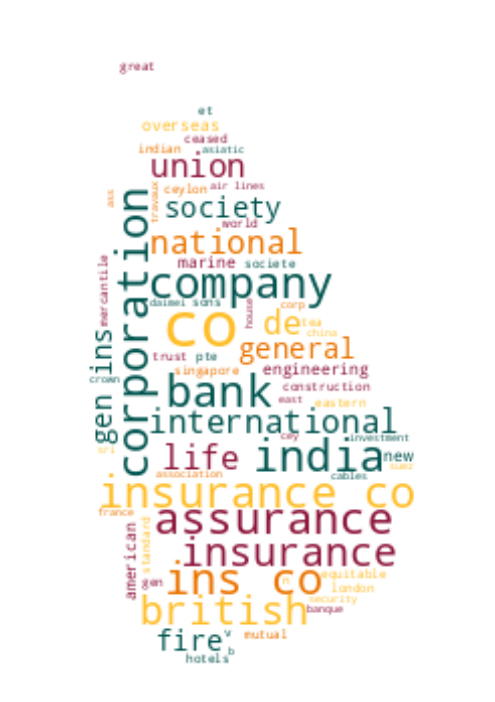 great
et
overseas
ceased
indian asiatic
union
ass travaux ceylon air lines
society
world
national
marine societe
mercantile corporation company
daimei sons house corp
co de tea
china
general
trust pte
singapore engineering
crown gen ins bank construction
east eastern
international
cey investment
sri life india new
suez
association cables
insurance co
france assurance
american standard insurance
gen ins co n equitable
london
security
british banque
fire v mutual
b
hotels